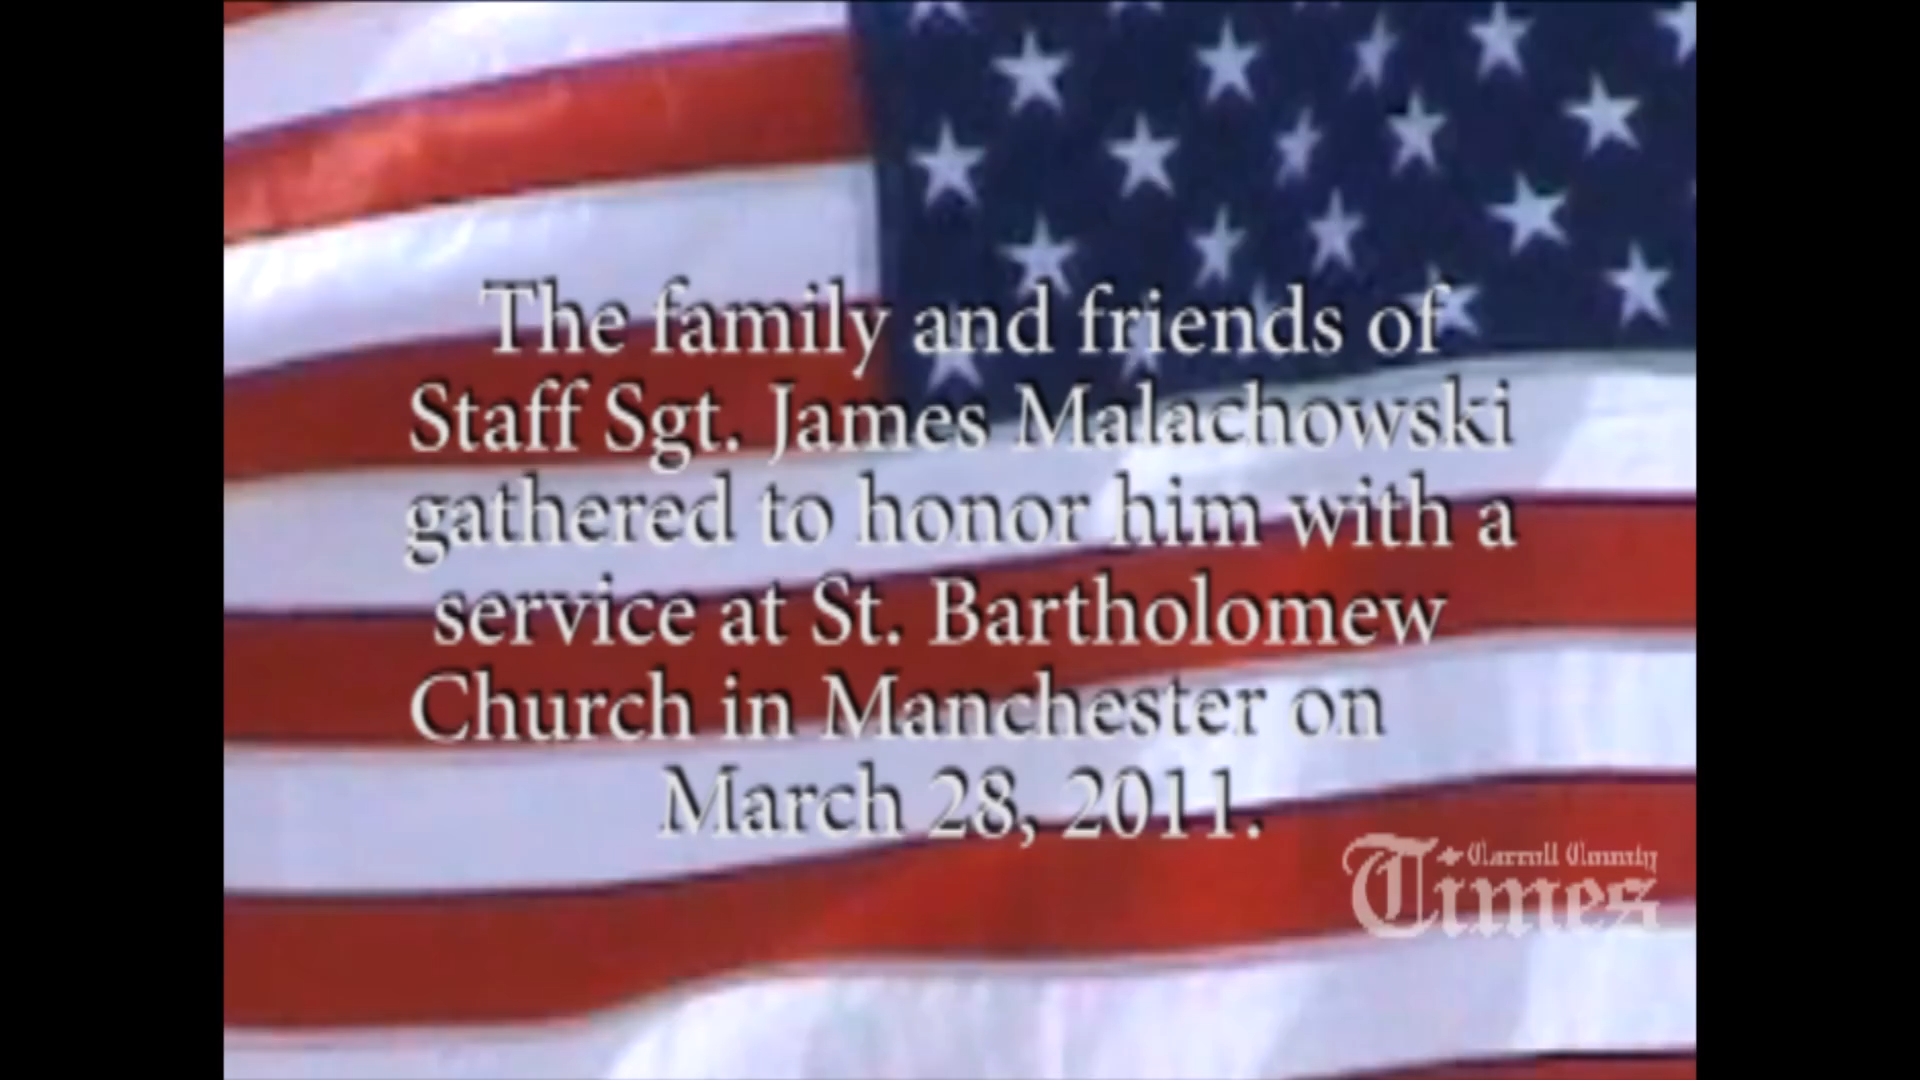 The family and friends of
Staff Sgt. James Malachowski
gathered to honor him with a
service at St. Bartholomew
Church in Manchester on
March 28, 2011.
Carroll County
Times